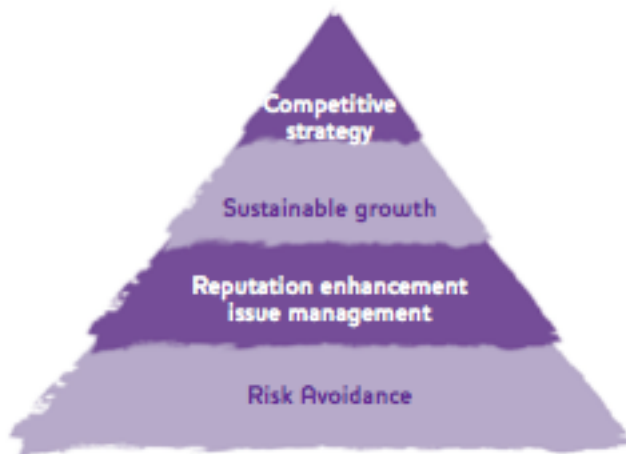 Competitive
strategy
Sustainable growth
Reputation enhancement
issue management
Risk Avoidance